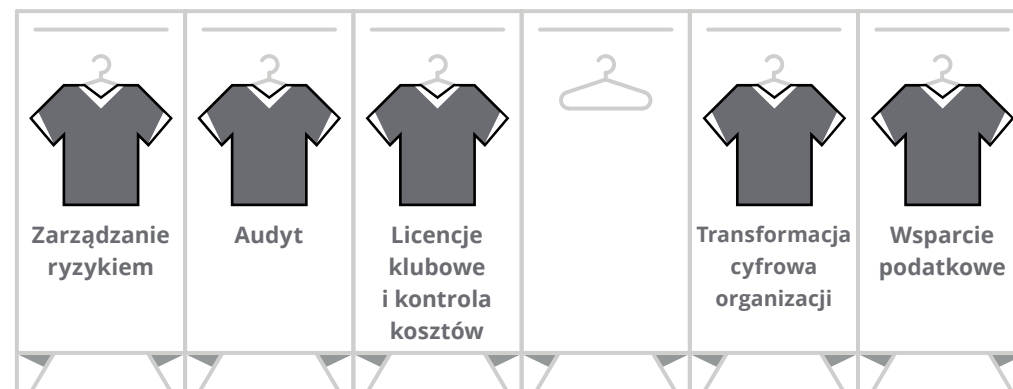 Zarządzanie
ryzykiem
Audyt
Licencje
klubowe
i kontrola
kosztów
Transformacja
cyfrowa
organizacji
Wsparcie
podatkowe